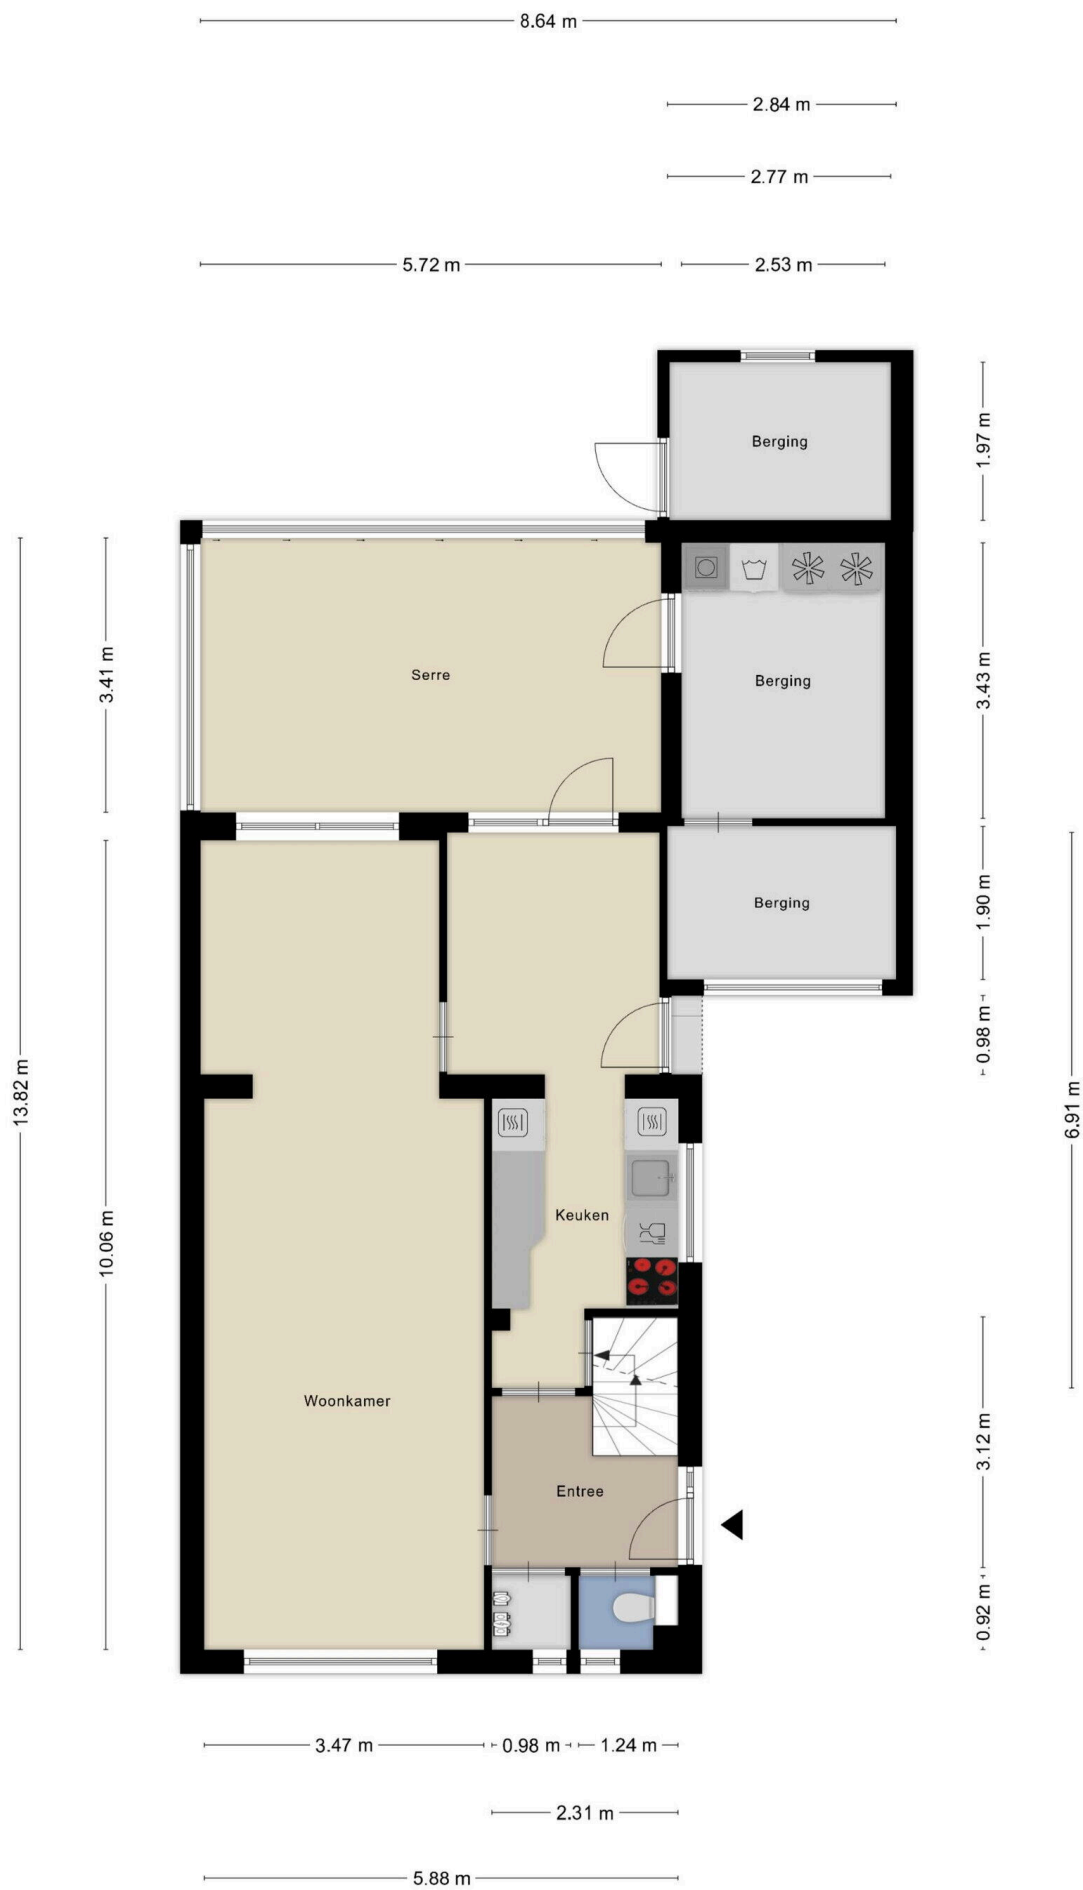 8.64 m
2.84 m
2.77 m
5.72 m
2.53 m
Berging
1.97 m
3.41 m
Serre
Berging
3.43 m
Berging
1.90 m
0.98 m
13.82 m
6.91 m
10.06 m
Keuken
Woonkamer
3.12 m
Entree
0.92 m
3.47 m
0.98 m
1.24 m
2.31 m
5.88 m